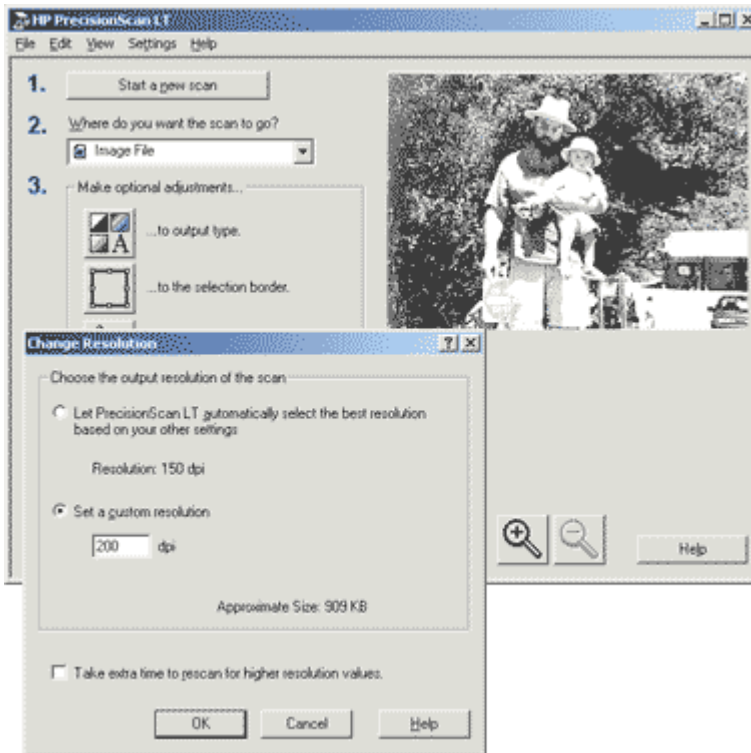 HP PrecisionScan LT
File Edit View Settings Help
1. Start a new scan
2. Where do you want the scan to go?
Image File
3. Make optional adjustments...
...to output type.
A
...to the selection border.
Change Resolution
Choose the output resolution of the scan
Let PrecisionScan LT automatically select the best resolution
based on your other settings
Resolution: 150 dpi
Set a custom resolution
200 dpi
Approximate Size: 909 KB
Take extra time to rescan for higher resolution values.
OK Cancel Help
Help